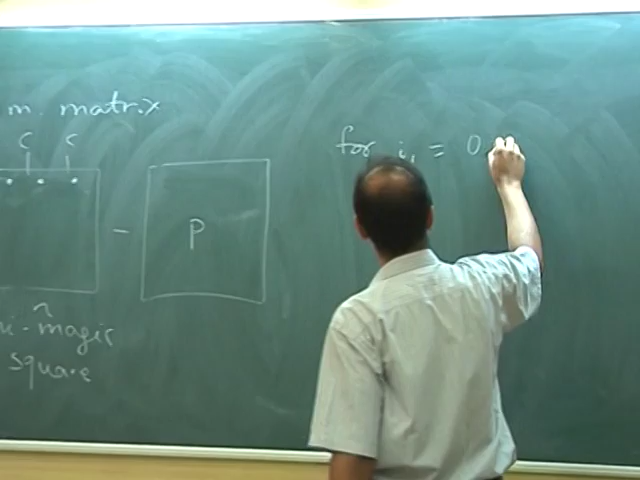 m. matrix
c c
for i₁ = 0
- P
i-magic
square